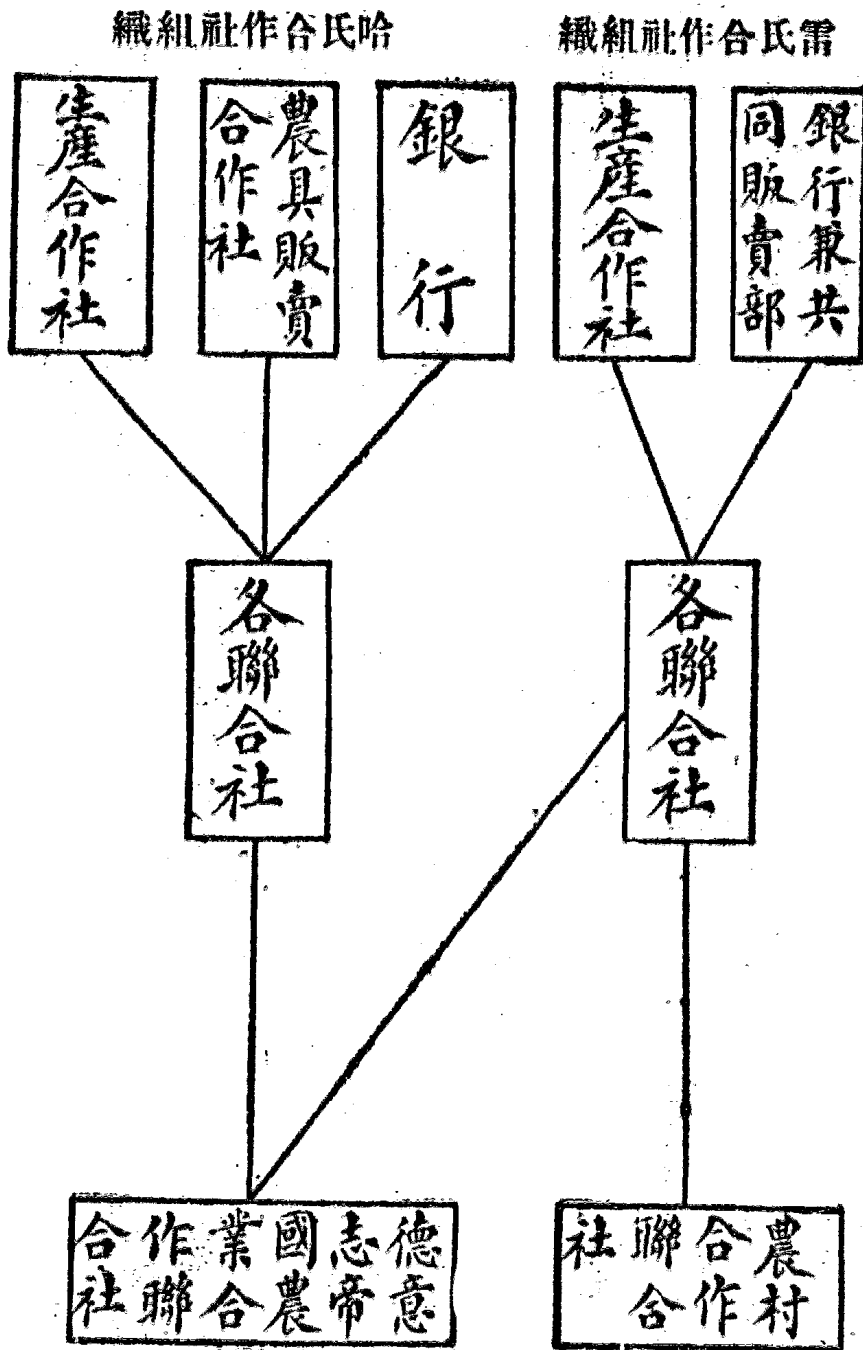 雷氏合作社組織
銀行兼共
同販賣部
生產合作社
各聯合社
農村
合作
聯合
社
哈氏合作社組織
銀行
農具販賣
合作社
生產合作社
各聯合社
德意
志帝
國農
業合
作聯
合社